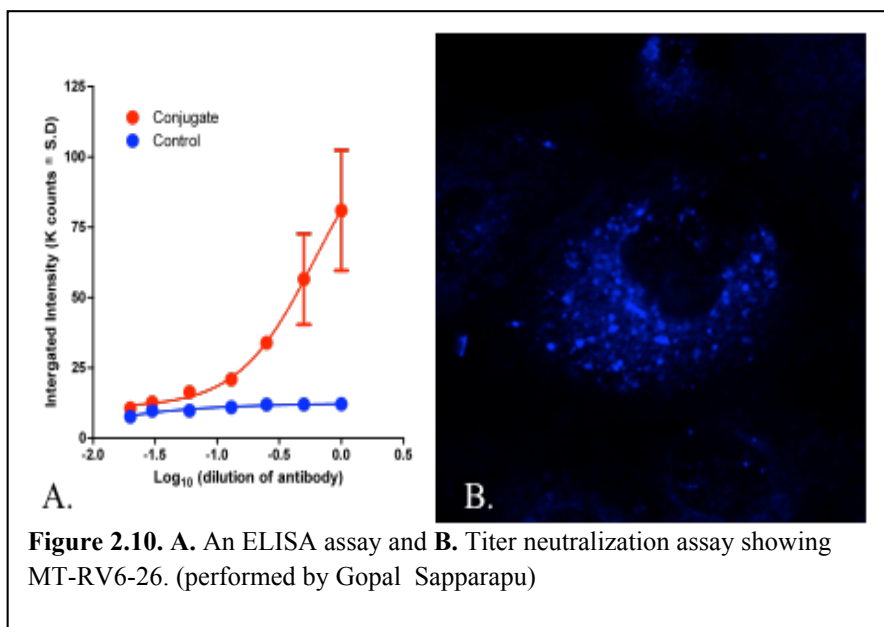 125
100
75
50
25
0
Intergated Intensity (K counts = S.D)
Conjugate
Control
-2.0 -1.5 -1.0 -0.5 0.0 0.5
Log10 (dilution of antibody)
A.
B.
Figure 2.10. A. An ELISA assay and B. Titer neutralization assay showing
MT-RV6-26. (performed by Gopal Sapparapu)